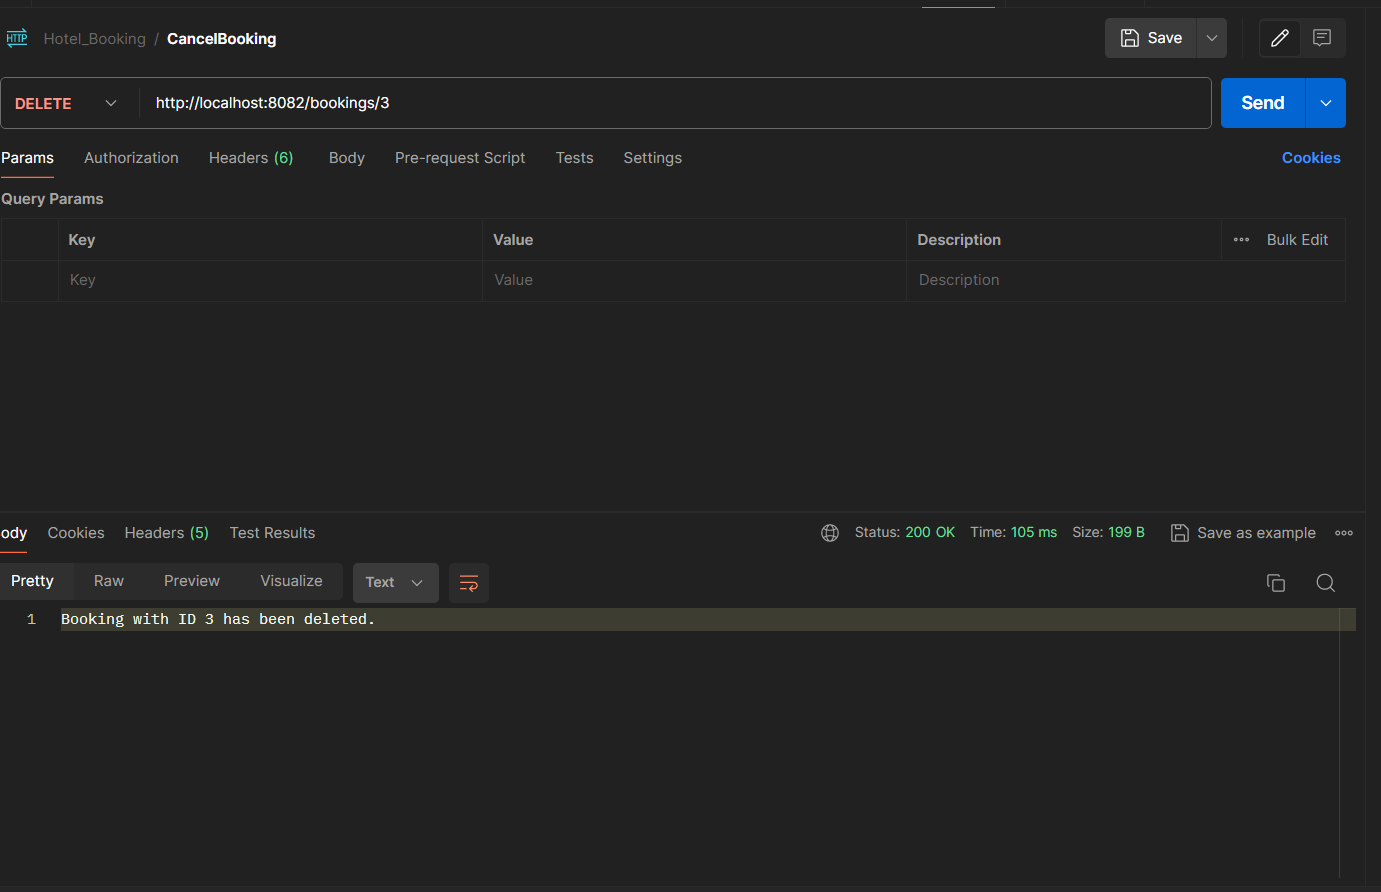 HTTP Hotel_Booking / CancelBooking Save
DELETE http://localhost:8082/bookings/3 Send
Params Authorization Headers (6) Body Pre-request Script Tests Settings Cookies
Query Params
Key Value Description Bulk Edit
Key Value Description
ody Cookies Headers (5) Test Results Status: 200 OK Time: 105 ms Size: 199 B Save as example
Pretty Raw Preview Visualize Text
1 Booking with ID 3 has been deleted.